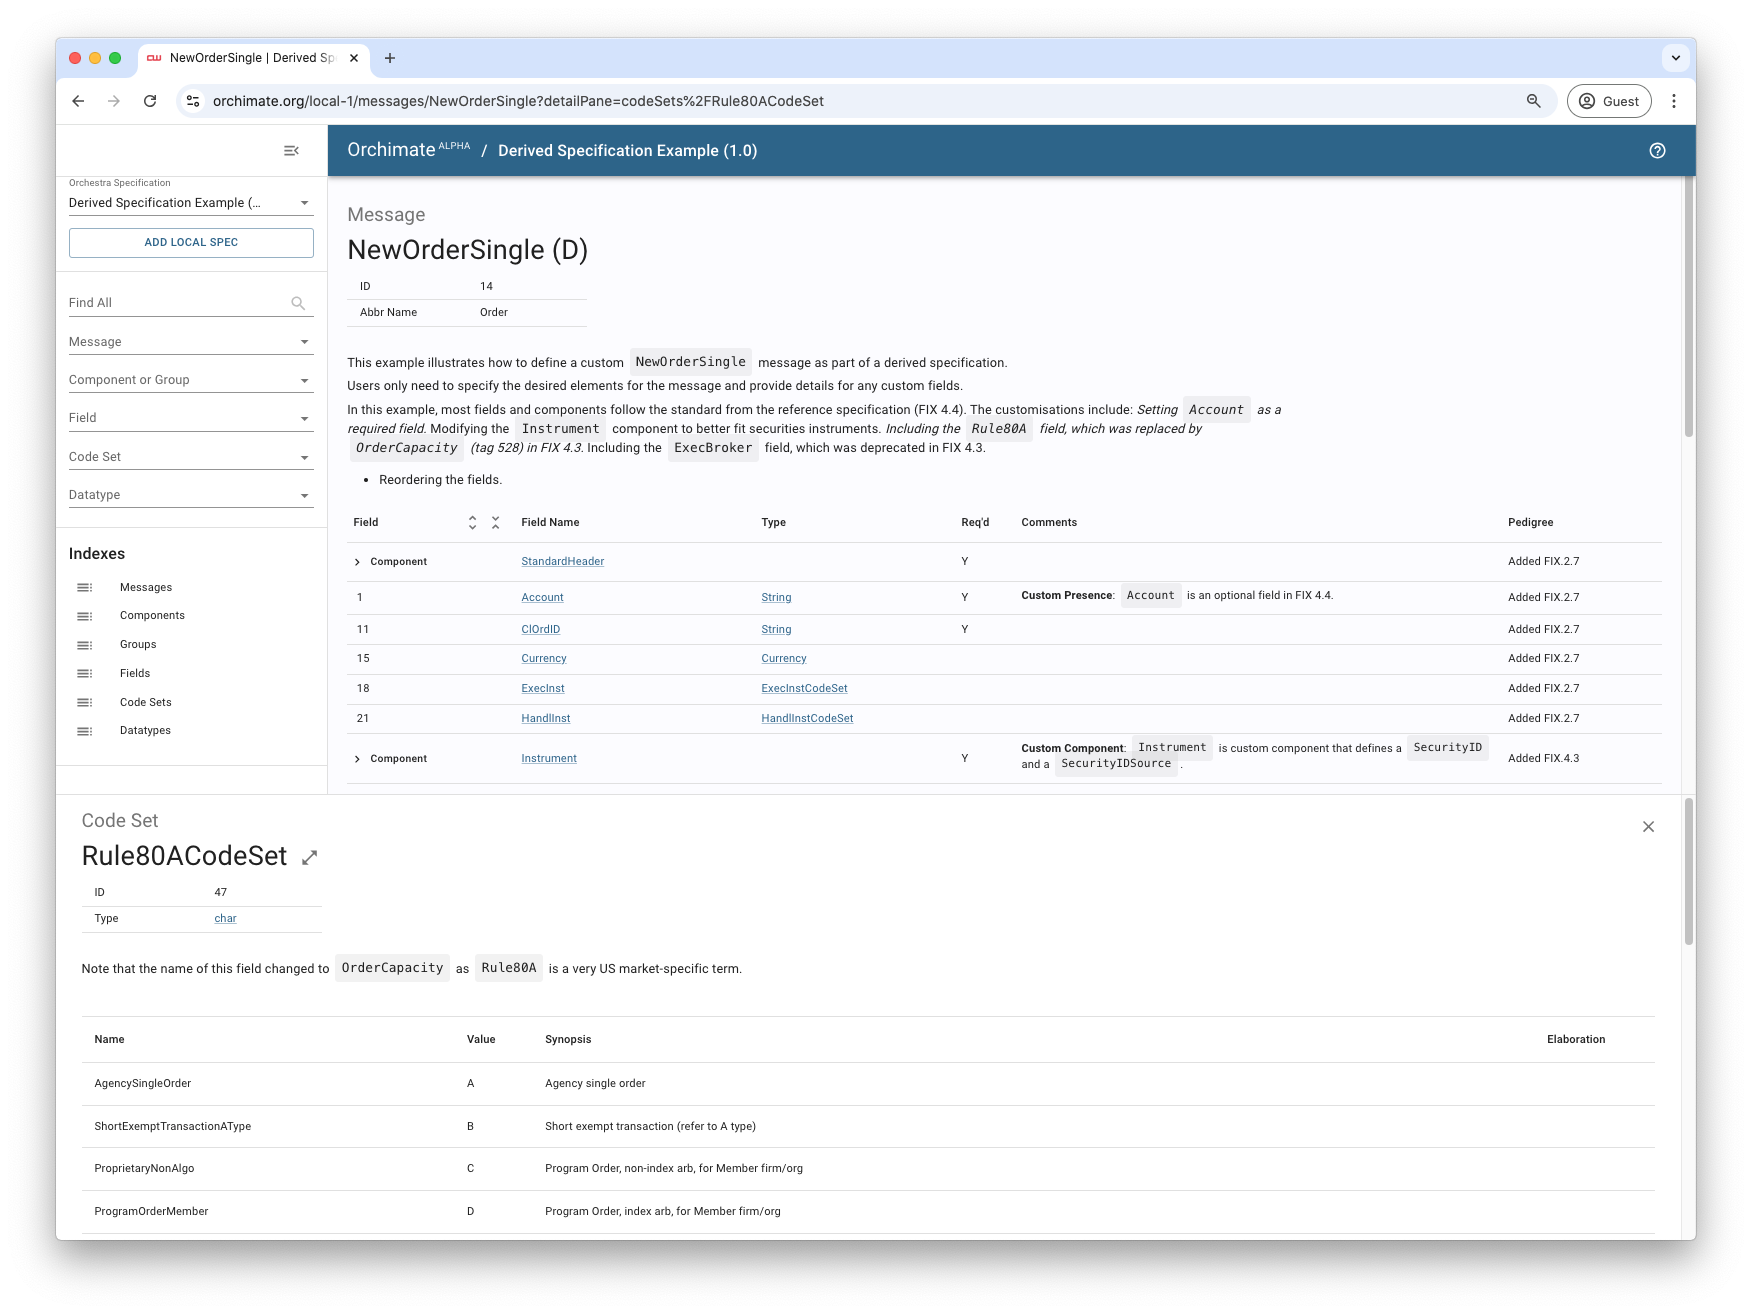 NewOrderSingle | Derived Sp
orchimate.org/local-1/messages/NewOrderSingle?detailPane=codeSets%2FRule80ACodeSet
Guest
Orchimate ALPHA / Derived Specification Example (1.0)
Orchestra Specification
Derived Specification Example (...
ADD LOCAL SPEC
Find All
Message
Component or Group
Field
Code Set
Datatype
Indexes
Messages
Components
Groups
Fields
Code Sets
Datatypes
Message
NewOrderSingle (D)
ID 14
Abbr Name Order
This example illustrates how to define a custom NewOrderSingle message as part of a derived specification.
Users only need to specify the desired elements for the message and provide details for any custom fields.
In this example, most fields and components follow the standard from the reference specification (FIX 4.4). The customisations include: Setting Account as a
required field. Modifying the Instrument component to better fit securities instruments. Including the Rule80A field, which was replaced by
OrderCapacity (tag 528) in FIX 4.3. Including the ExecBroker field, which was deprecated in FIX 4.3.
• Reordering the fields.
Field Field Name Type Req'd Comments Pedigree
Component StandardHeader Y Added FIX.2.7
1 Account String Y Custom Presence: Account is an optional field in FIX 4.4. Added FIX.2.7
11 ClOrdID String Y Added FIX.2.7
15 Currency Currency Added FIX.2.7
18 ExecInst ExecInstCodeSet Added FIX.2.7
21 HandlInst HandlInstCodeSet Added FIX.2.7
Component Instrument Y Custom Component: Instrument is custom component that defines a SecurityID Added FIX.4.3
and a SecurityIDSource .
Code Set
Rule80ACodeSet
ID 47
Type char
Note that the name of this field changed to OrderCapacity as Rule80A is a very US market-specific term.
Name Value Synopsis Elaboration
AgencySingleOrder A Agency single order
ShortExemptTransactionAType B Short exempt transaction (refer to A type)
ProprietaryNonAlgo C Program Order, non-index arb, for Member firm/org
ProgramOrderMember D Program Order, index arb, for Member firm/org